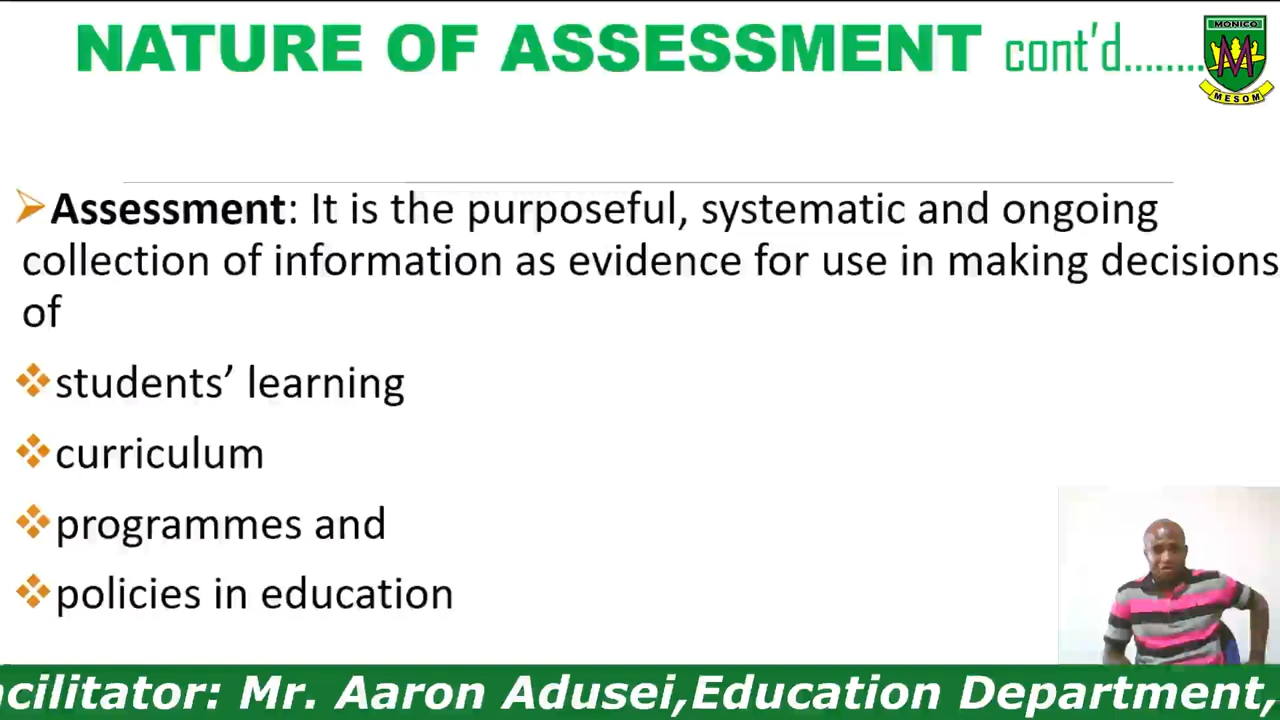 NATURE OF ASSESSMENT cont’d........
MONICO
M
MESOM
Assessment: It is the purposeful, systematic and ongoing
collection of information as evidence for use in making decisions
of
students’ learning
curriculum
programmes and
policies in education
acilitator: Mr. Aaron Adusei,Education Department,